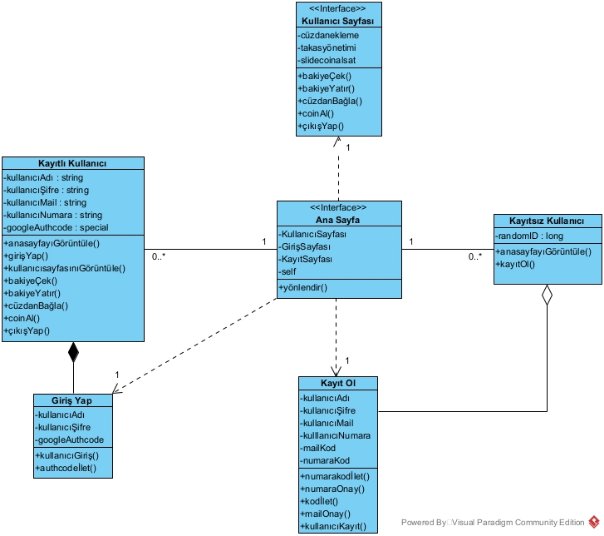 <<Interface>>
Kullanıcı Sayfası
-cüzdanekleme
-takasyönetimi
-slidecoinalsat
+bakiyeÇek()
+bakiyeYatır()
+cüzdanBağla()
+coinAl()
+çıkışYap()
1
Kayıtlı Kullanıcı
-kullanıcıAdı : string
-kullanıcıŞifre : string
-kullanıcıMail : string
-kullanıcıNumara : string
-googleAuthcode : special
+anasayfayıGörüntüle()
+girişYap()
+kullanıcısayfasınıGörüntüle()
+bakiyeÇek()
+bakiyeYatır()
+cüzdanBağla()
+coinAl()
+çıkışYap()
0..*
1
<<Interface>>
Ana Sayfa
-KullanıcıSayfası
-GirişSayfası
-KayıtSayfası
-self
+yönlendir()
1
0..*
Kayıtsız Kullanıcı
-randomID : long
+anasayfayıGörüntüle()
+kayıtOl()
1
1
Giriş Yap
-kullanıcıAdı
-kullanıcıŞifre
-googleAuthcode
+kullanıcıGiriş()
+authcodeİlet()
Kayıt Ol
-kullanıcıAdı
-kullanıcıŞifre
-kullanıcıMail
-kulllanıcıNumara
-mailKod
-numaraKod
+numarakodİlet()
+numaraOnay()
+kodİlet()
+mailOnay()
+kullanıcıKayıt()
Powered By Visual Paradigm Community Edition